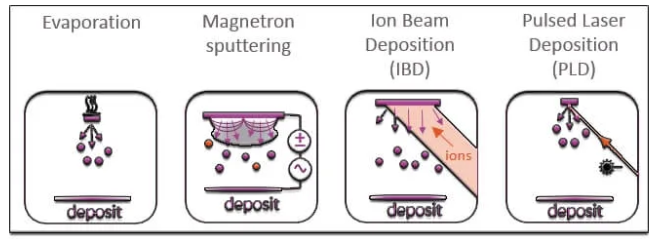 Evaporation
Magnetron
sputtering
Ion Beam
Deposition
(IBD)
Pulsed Laser
Deposition
(PLD)
deposit
±
~
deposit
ions
deposit
deposit